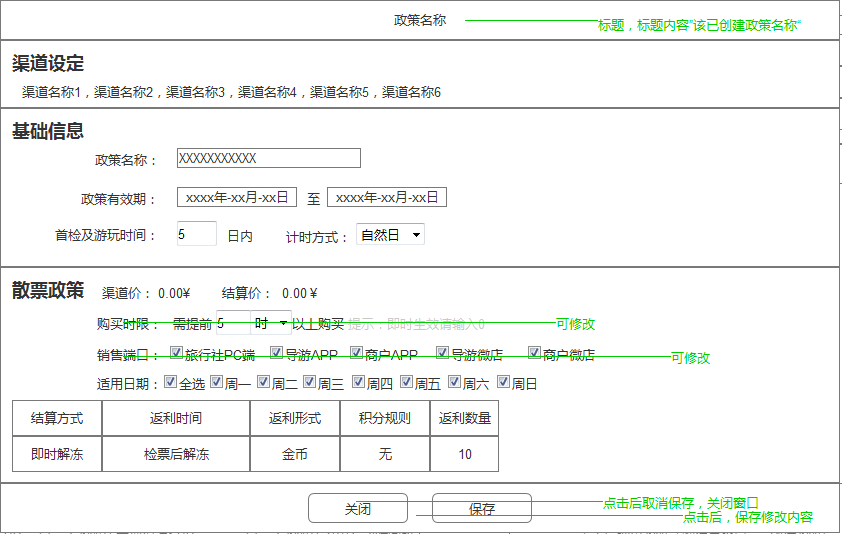 政策名称
标题，标题内容"该已创建政策名称"
渠道设定
渠道名称1，渠道名称2，渠道名称3，渠道名称4，渠道名称5，渠道名称6
基础信息
政策名称： XXXXXXXXXXX
政策有效期： xxxx年-xx月-xx日 至 xxxx年-xx月-xx日
首检及游玩时间： 5 日内 计时方式： 自然日
散票政策 渠道价： 0.00¥ 结算价： 0.00 ¥
购买时限： 需提前 5 时 以上购买 提示：即时生效请输入0 可修改
销售端口： 旅行社PC端 导游APP 商户APP 导游微店 商户微店 可修改
适用日期： 全选 周一 周二 周三 周四 周五 周六 周日
结算方式 返利时间 返利形式 积分规则 返利数量
即时解冻 检票后解冻 金币 无 10
关闭 保存
点击后取消保存，关闭窗口
点击后，保存修改内容